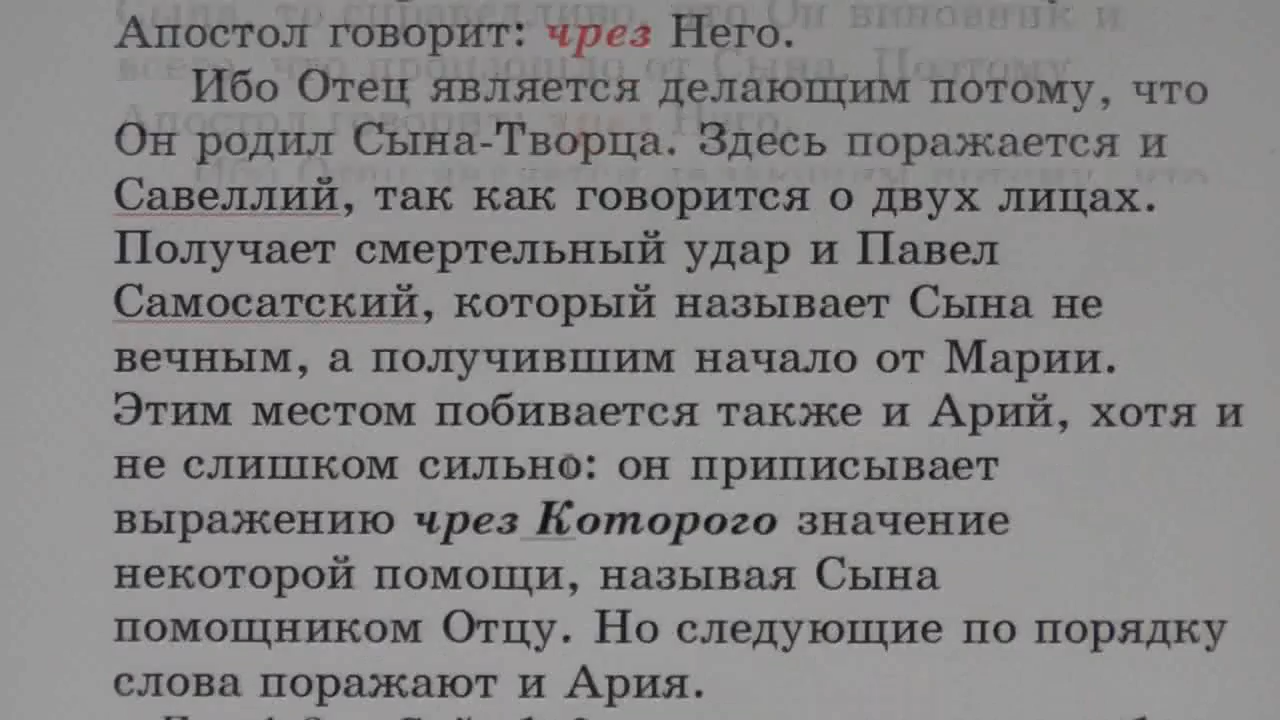 Апостол говорит: чрез Него.
Ибо Отец является делающим потому, что
Он родил Сына-Творца. Здесь поражается и
Савеллий, так как говорится о двух лицах.
Получает смертельный удар и Павел
Самосатский, который называет Сына не
вечным, а получившим начало от Марии.
Этим местом побивается также и Арий, хотя и
не слишком сильно: он приписывает
выражению чрез Которого значение
некоторой помощи, называя Сына
помощником Отцу. Но следующие по порядку
слова поражают и Ария.